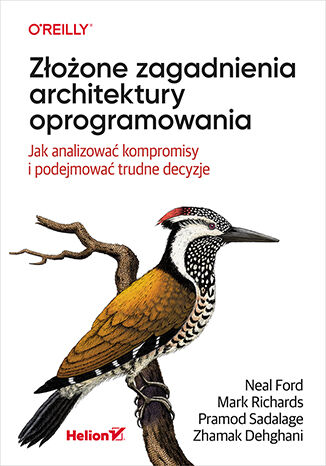 O'REILLY®
Złożone zagadnienia
architektury
oprogramowania
Jak analizować kompromisy
i podejmować trudne decyzje
Neal Ford
Mark Richards
Pramod Sadalage
Zhamak Dehghani
Helion